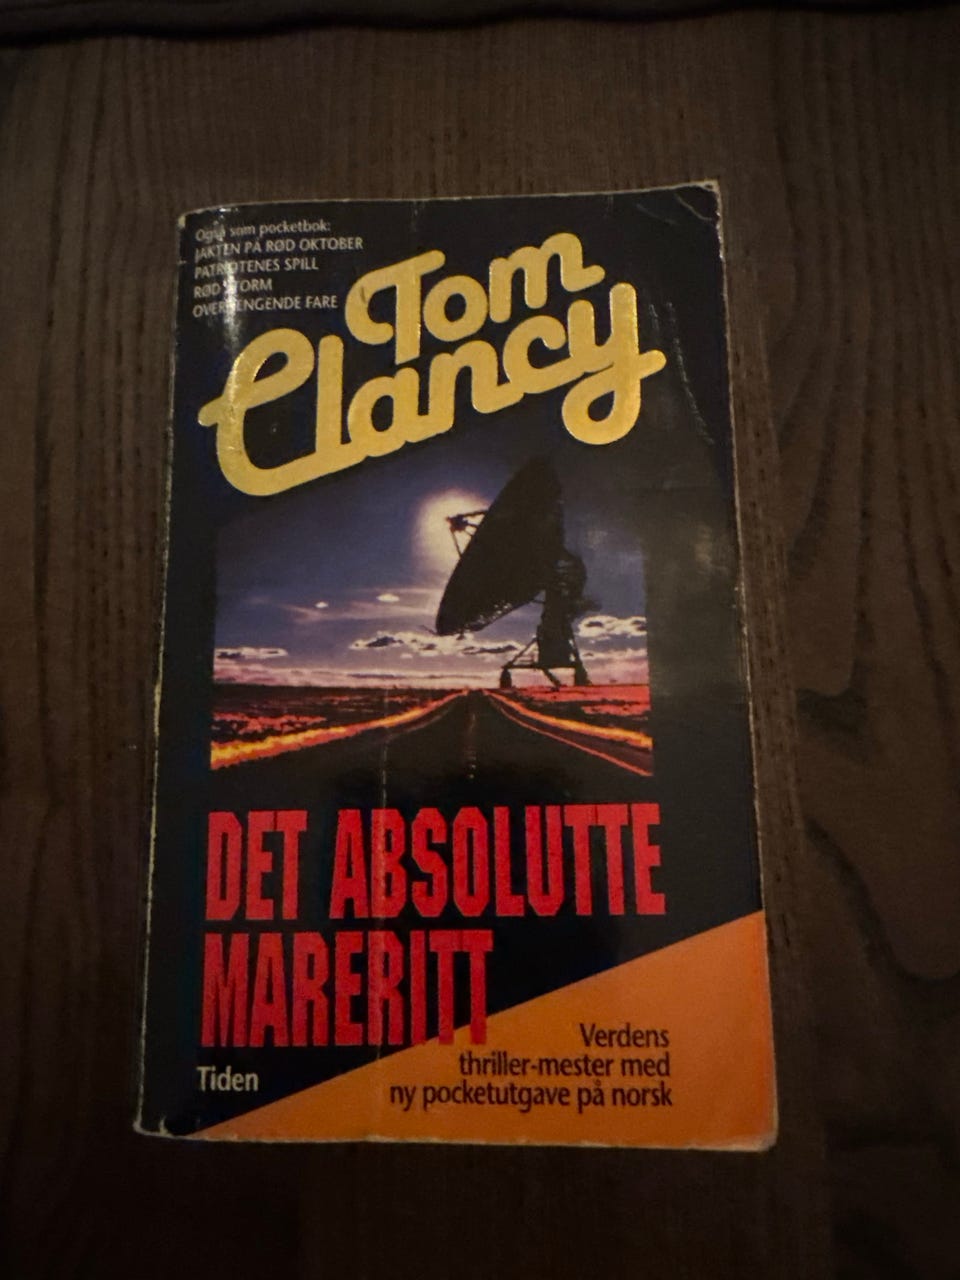 Også som pocketbok:
JAKTEN PÅ RØD OKTOBER
PATRIOTENES SPILL
RØD STORM
OVERHENGENDE FARE
Tom
Clancy
DET ABSOLUTTE
MARERITT
Tiden
Verdens
thriller-mester med
ny pocketutgave på norsk